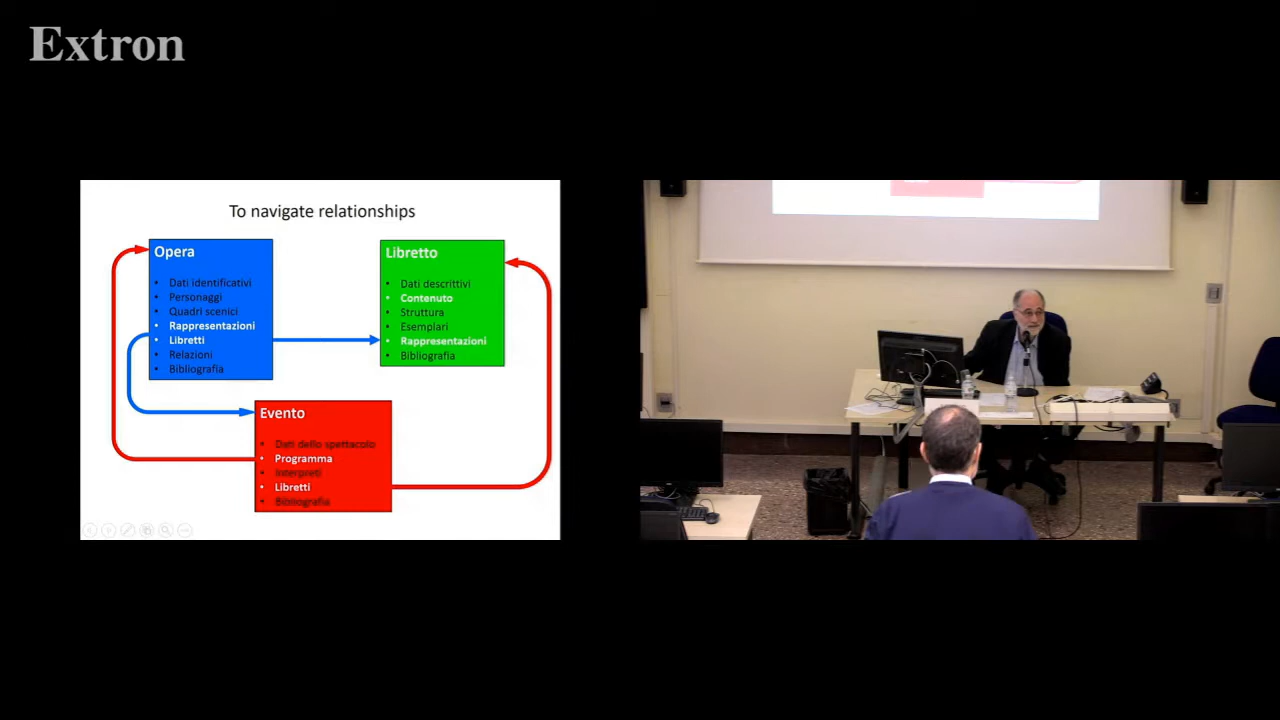 Extron
To navigate relationships
Opera
• Dati identificativi
• Personaggi
• Quadri scenici
• Rappresentazioni
• Libretti
• Relazioni
• Bibliografia
Libretto
• Dati descrittivi
• Contenuto
• Struttura
• Esemplari
• Rappresentazioni
• Bibliografia
Evento
• Dati dello spettacolo
• Programma
• Interpreti
• Libretti
• Bibliografia